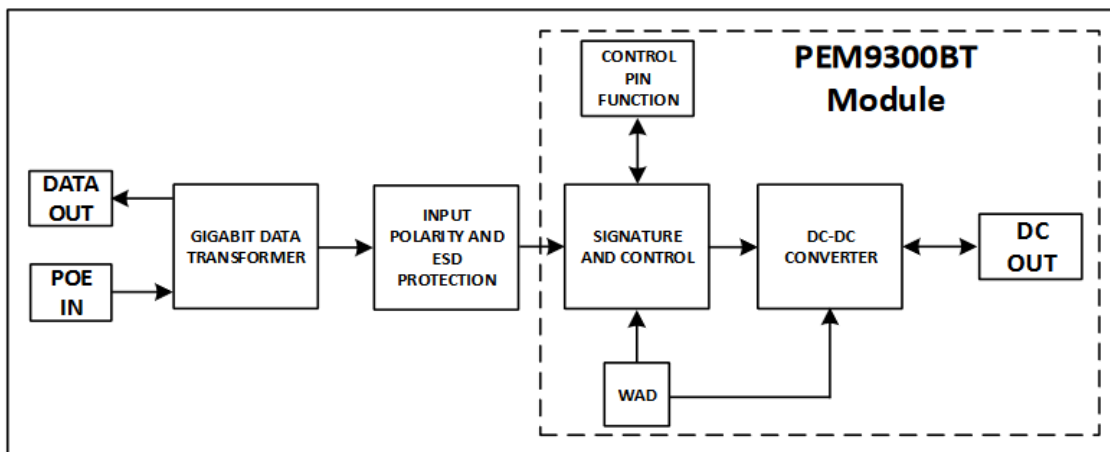 PEM9300BT
Module
CONTROL
PIN
FUNCTION
DATA
OUT
POE
IN
GIGABIT DATA
TRANSFORMER
INPUT
POLARITY AND
ESD
PROTECTION
SIGNATURE
AND CONTROL
DC-DC
CONVERTER
DC
OUT
WAD